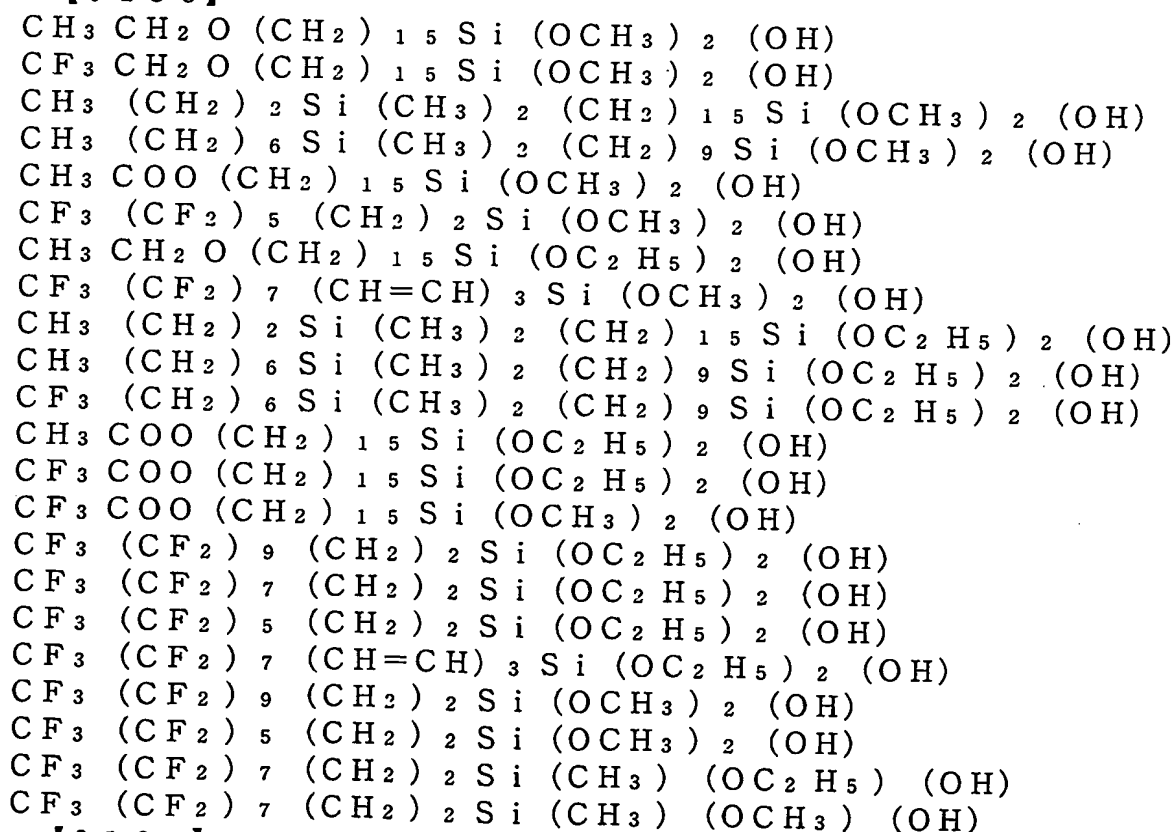 CH₃CH₂O(CH₂)₁₅Si(OCH₃)₂(OH)
CF₃CH₂O(CH₂)₁₅Si(OCH₃)₂(OH)
CH₃(CH₂)₂Si(CH₃)₂(CH₂)₁₅Si(OCH₃)₂(OH)
CH₃(CH₂)₆Si(CH₃)₂(CH₂)₉Si(OCH₃)₂(OH)
CH₃COO(CH₂)₁₅Si(OCH₃)₂(OH)
CF₃(CF₂)₅(CH₂)₂Si(OCH₃)₂(OH)
CH₃CH₂O(CH₂)₁₅Si(OC₂H₅)₂(OH)
CF₃(CF₂)₇(CH=CH)₃Si(OCH₃)₂(OH)
CH₃(CH₂)₂Si(CH₃)₂(CH₂)₁₅Si(OC₂H₅)₂(OH)
CH₃(CH₂)₆Si(CH₃)₂(CH₂)₉Si(OC₂H₅)₂(OH)
CF₃(CH₂)₆Si(CH₃)₂(CH₂)₉Si(OC₂H₅)₂(OH)
CH₃COO(CH₂)₁₅Si(OC₂H₅)₂(OH)
CF₃COO(CH₂)₁₅Si(OC₂H₅)₂(OH)
CF₃COO(CH₂)₁₅Si(OCH₃)₂(OH)
CF₃(CF₂)₉(CH₂)₂Si(OC₂H₅)₂(OH)
CF₃(CF₂)₇(CH₂)₂Si(OC₂H₅)₂(OH)
CF₃(CF₂)₅(CH₂)₂Si(OC₂H₅)₂(OH)
CF₃(CF₂)₇(CH=CH)₃Si(OC₂H₅)₂(OH)
CF₃(CF₂)₉(CH₂)₂Si(OCH₃)₂(OH)
CF₃(CF₂)₅(CH₂)₂Si(OCH₃)₂(OH)
CF₃(CF₂)₇(CH₂)₂Si(CH₃)(OC₂H₅)(OH)
CF₃(CF₂)₇(CH₂)₂Si(CH₃)(OCH₃)(OH)